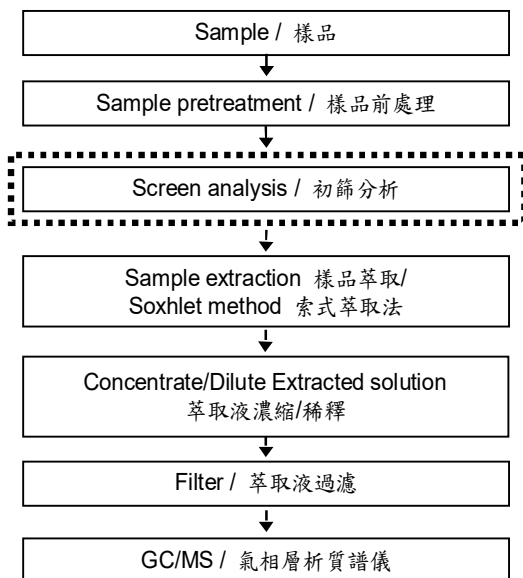 Sample / 樣品
Sample pretreatment / 樣品前處理
Screen analysis / 初篩分析
Sample extraction 樣品萃取/
Soxhlet method 索式萃取法
Concentrate/Dilute Extracted solution
萃取液濃縮/稀釋
Filter / 萃取液過濾
GC/MS / 氣相層析質譜儀